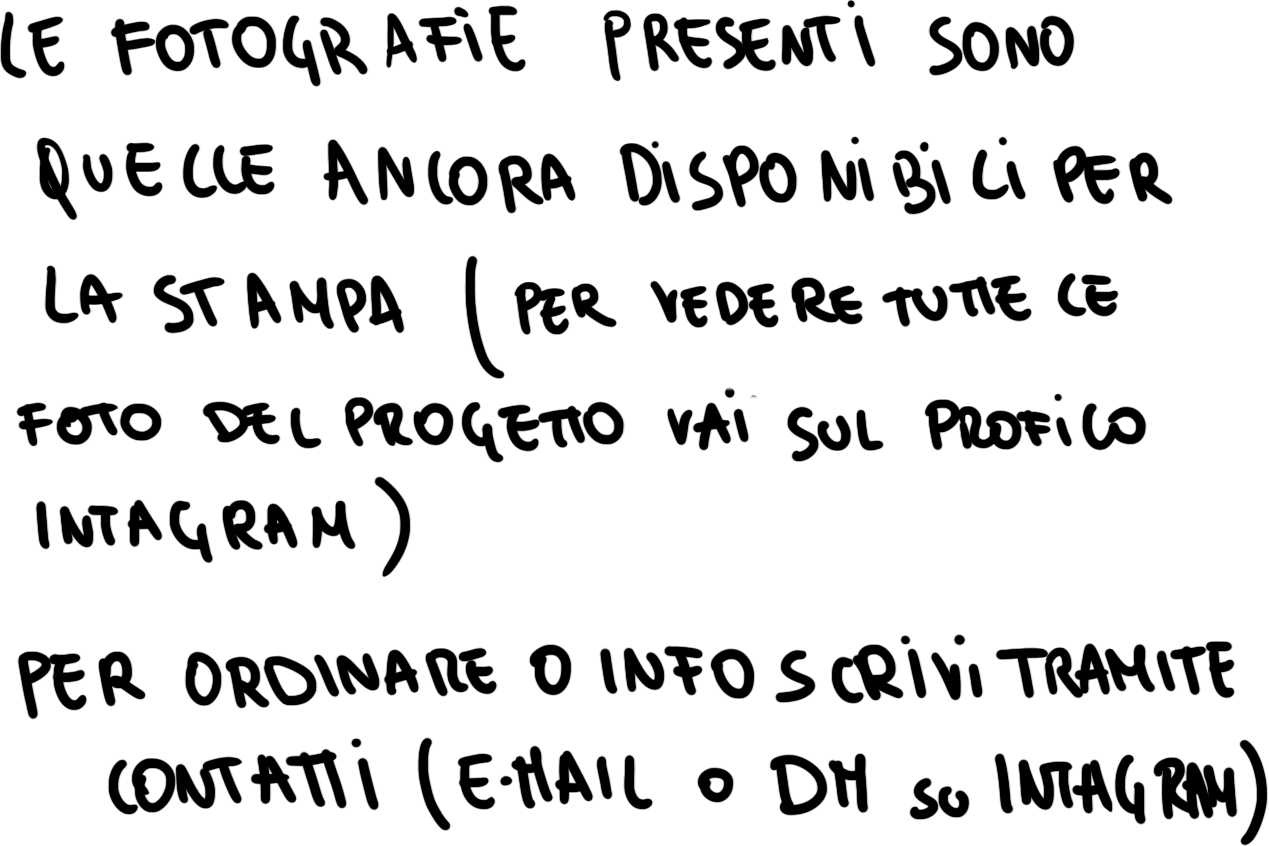 LE FOTOGRAFiE PRESENTi SONO
QUELLE ANCORA DiSPONiBiLi PER
LA STAMPA (PER VEDERE TUTTE LE
FOTO DEL PROGETTO VAi SUL PROFiLO
INTAGRAM)
PER ORDINARE O INFO SCRiVi TRAMITE
CONTATTi (E-MAIL O DM SU INTAGRAM)